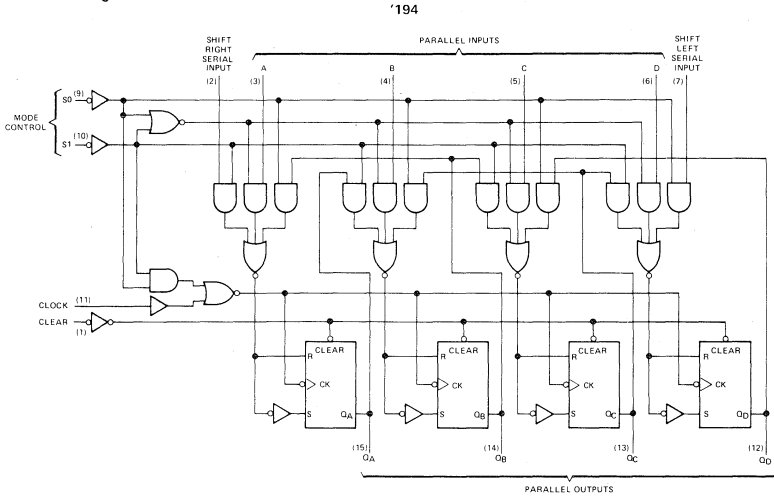 '194
SHIFT RIGHT SERIAL INPUT
PARALLEL INPUTS
SHIFT LEFT SERIAL INPUT
A
B
C
D
(2)
(3)
(4)
(5)
(6)
(7)
MODE CONTROL
S0
(9)
S1
(10)
CLOCK
(11)
CLEAR
(1)
CLEAR
CLEAR
CLEAR
CLEAR
R
R
R
R
CK
CK
CK
CK
S
QA
S
QB
S
QC
S
QD
(15)
QA
(14)
QB
(13)
QC
(12)
QD
PARALLEL OUTPUTS